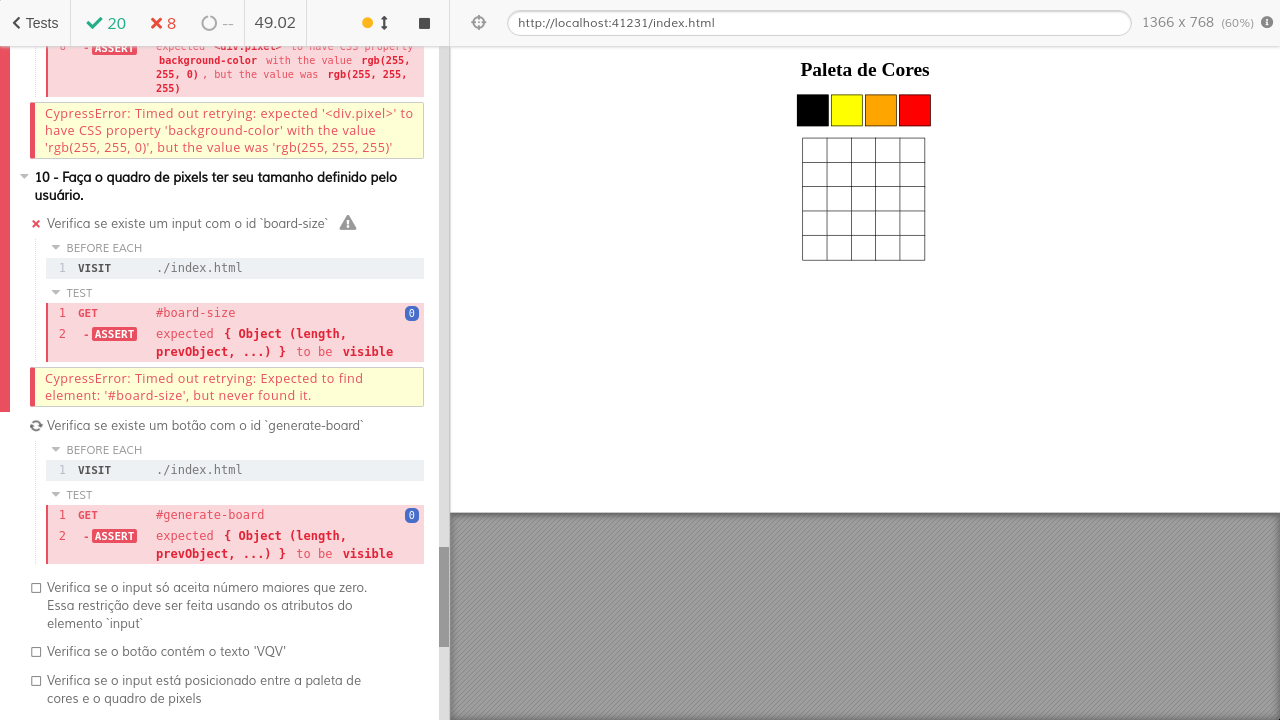 Tests
20
8
--
49.02
http://localhost:41231/index.html
1366 x 768 (60%)
6 - ASSERT expected <div.pixel> to have CSS property
background-color with the value rgb(255,
255, 0), but the value was rgb(255, 255,
255)
CypressError: Timed out retrying: expected '<div.pixel>' to
have CSS property 'background-color' with the value
'rgb(255, 255, 0)', but the value was 'rgb(255, 255, 255)'
10 - Faça o quadro de pixels ter seu tamanho definido pelo
usuário.
Verifica se existe um input com o id `board-size`
BEFORE EACH
1 VISIT ./index.html
TEST
1 GET #board-size 0
2 - ASSERT expected { Object (length,
prevObject, ...) } to be visible
CypressError: Timed out retrying: Expected to find
element: '#board-size', but never found it.
Verifica se existe um botão com o id `generate-board`
BEFORE EACH
1 VISIT ./index.html
TEST
1 GET #generate-board 0
2 - ASSERT expected { Object (length,
prevObject, ...) } to be visible
Verifica se o input só aceita número maiores que zero.
Essa restrição deve ser feita usando os atributos do
elemento `input`
Verifica se o botão contém o texto 'VQV'
Verifica se o input está posicionado entre a paleta de
cores e o quadro de pixels
Paleta de Cores